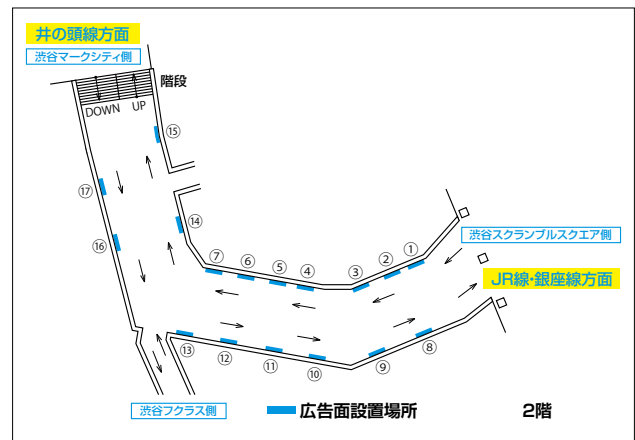 井の頭線方面
渋谷マークシティ側
階段
DOWN UP
⑮
⑰
⑭
⑯
⑦ ⑥ ⑤ ④ ③ ② ①
渋谷スクランブルスクエア側
JR線・銀座線方面
⑬ ⑫ ⑪ ⑩ ⑨ ⑧
渋谷フクラス側
広告面設置場所
2階